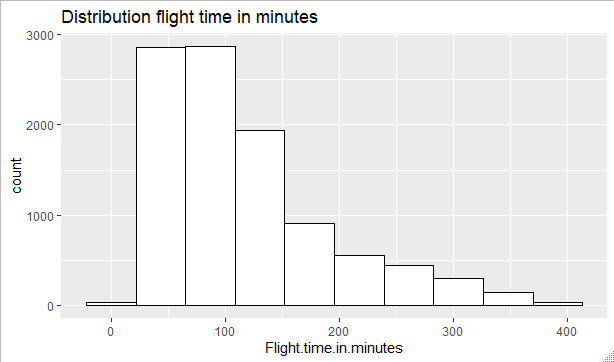 Distribution flight time in minutes
3000
2000
1000
0
count
0 100 200 300 400
Flight.time.in.minutes